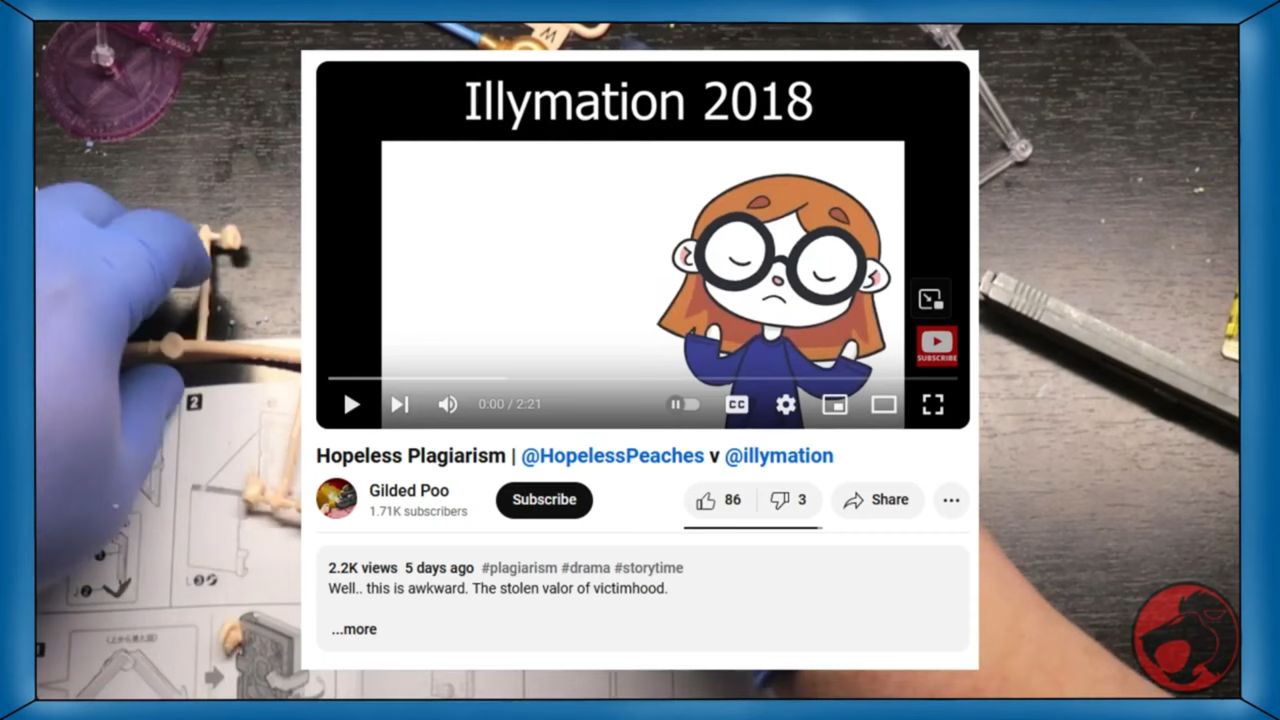 Illymation 2018
SUBSCRIBE
0:00 / 2:21
CC
Hopeless Plagiarism | @HopelessPeaches v @illymation
Gilded Poo
1.71K subscribers
Subscribe
86
3
Share
2.2K views 5 days ago #plagiarism #drama #storytime
Well.. this is awkward. The stolen valor of victimhood.
...more
2